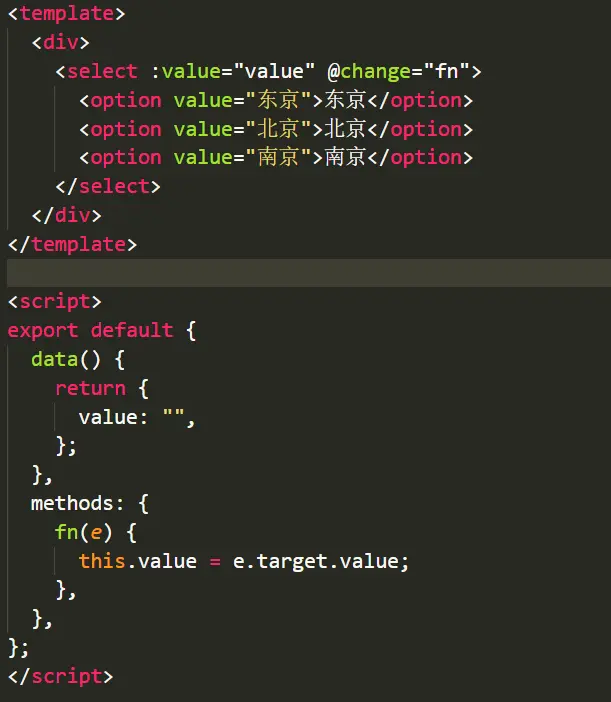 <template>
  <div>
    <select :value="value" @change="fn">
      <option value="东京">东京</option>
      <option value="北京">北京</option>
      <option value="南京">南京</option>
    </select>
  </div>
</template>

<script>
export default {
  data() {
    return {
      value: "",
    };
  },
  methods: {
    fn(e) {
      this.value = e.target.value;
    },
  },
};
</script>